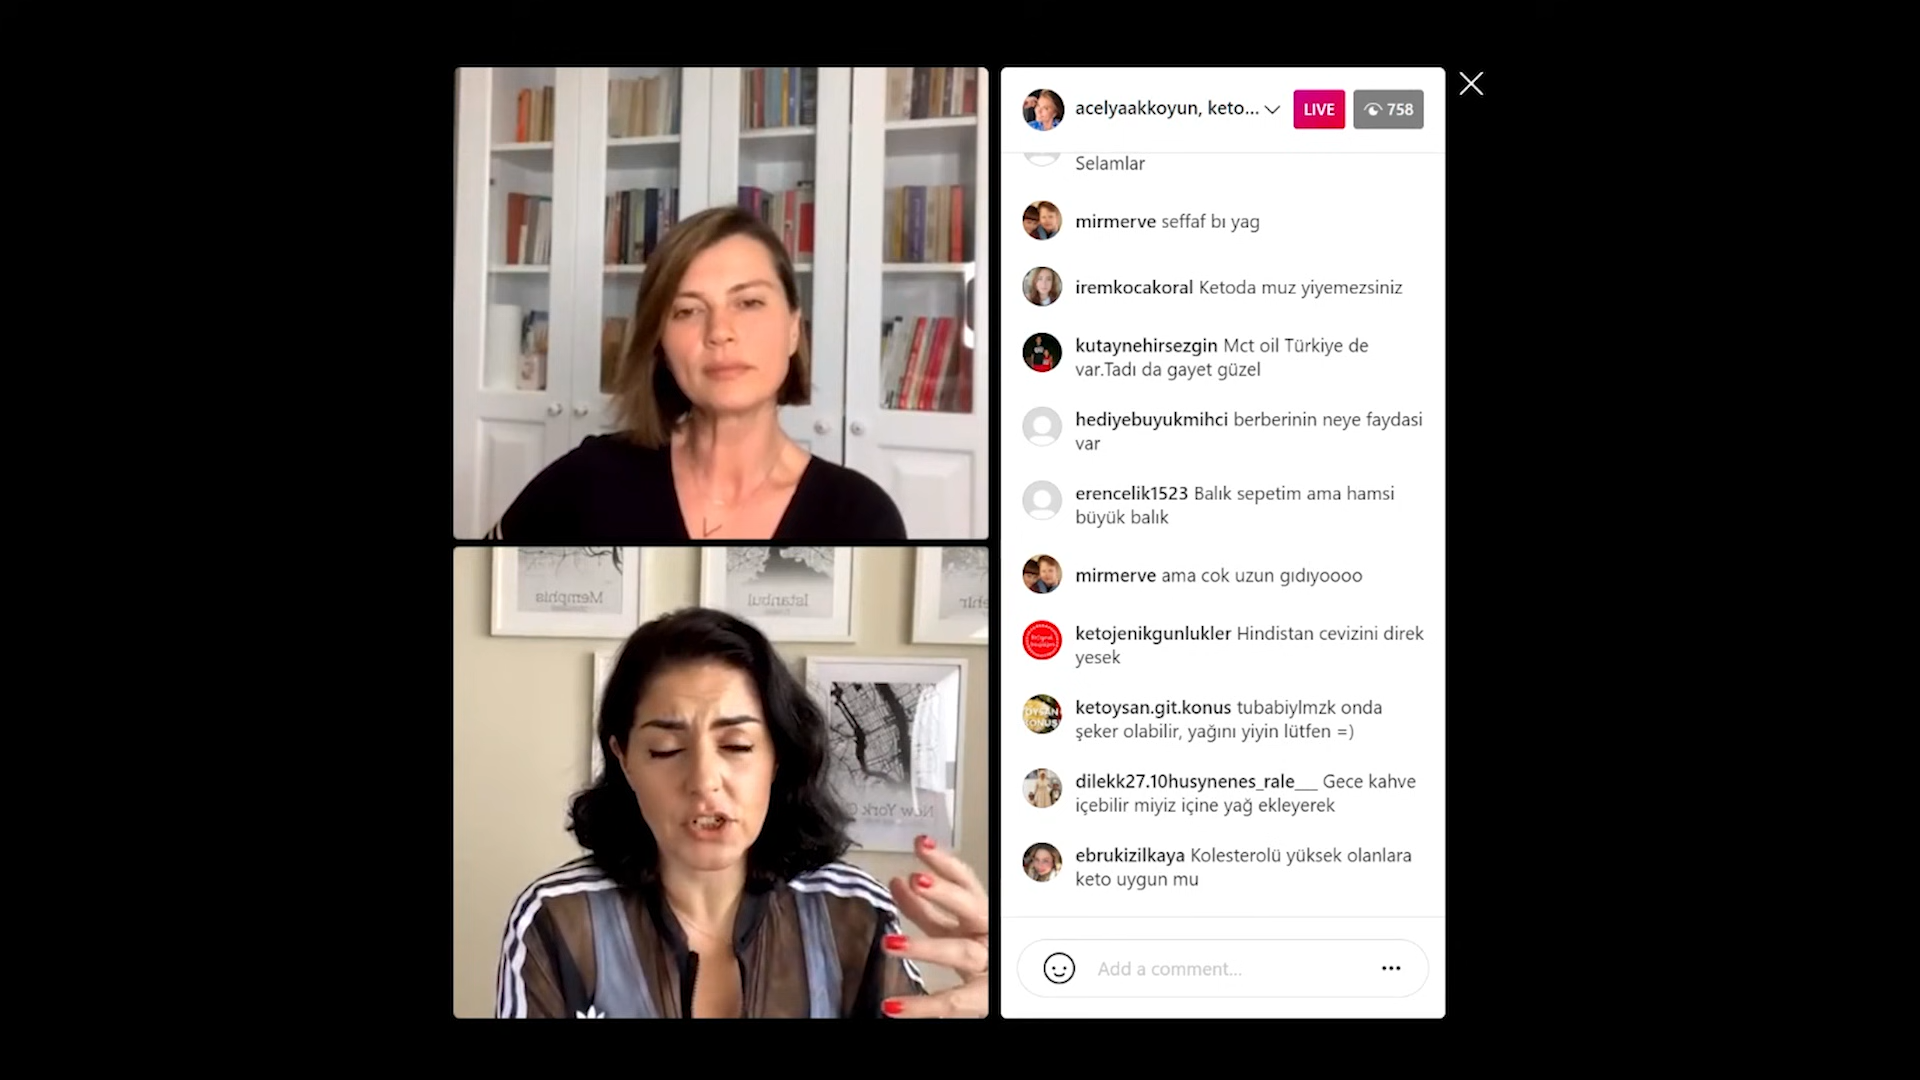 acelyaakkoyun, keto...
LIVE
758
Selamlar
mirmerve seffaf bı yag
iremkocakoral Ketoda muz yiyemezsiniz
kutaynehirsezgin Mct oil Türkiye de
var.Tadı da gayet güzel
hediyebuyukmihci berberinin neye faydasi
var
erencelik1523 Balık sepetim ama hamsi
büyük balık
mirmerve ama cok uzun gıdıyoooo
ketojenikgunlukler Hindistan cevizini direk
yesek
ketoysan.git.konus tubabiylmzk onda
şeker olabilir, yağını yiyin lütfen =)
dilekk27.10husynenes_rale___ Gece kahve
içebilir miyiz içine yağ ekleyerek
ebrukizilkaya Kolesterolü yüksek olanlara
keto uygun mu
Add a comment...
Memphis
Istanbul
New York C